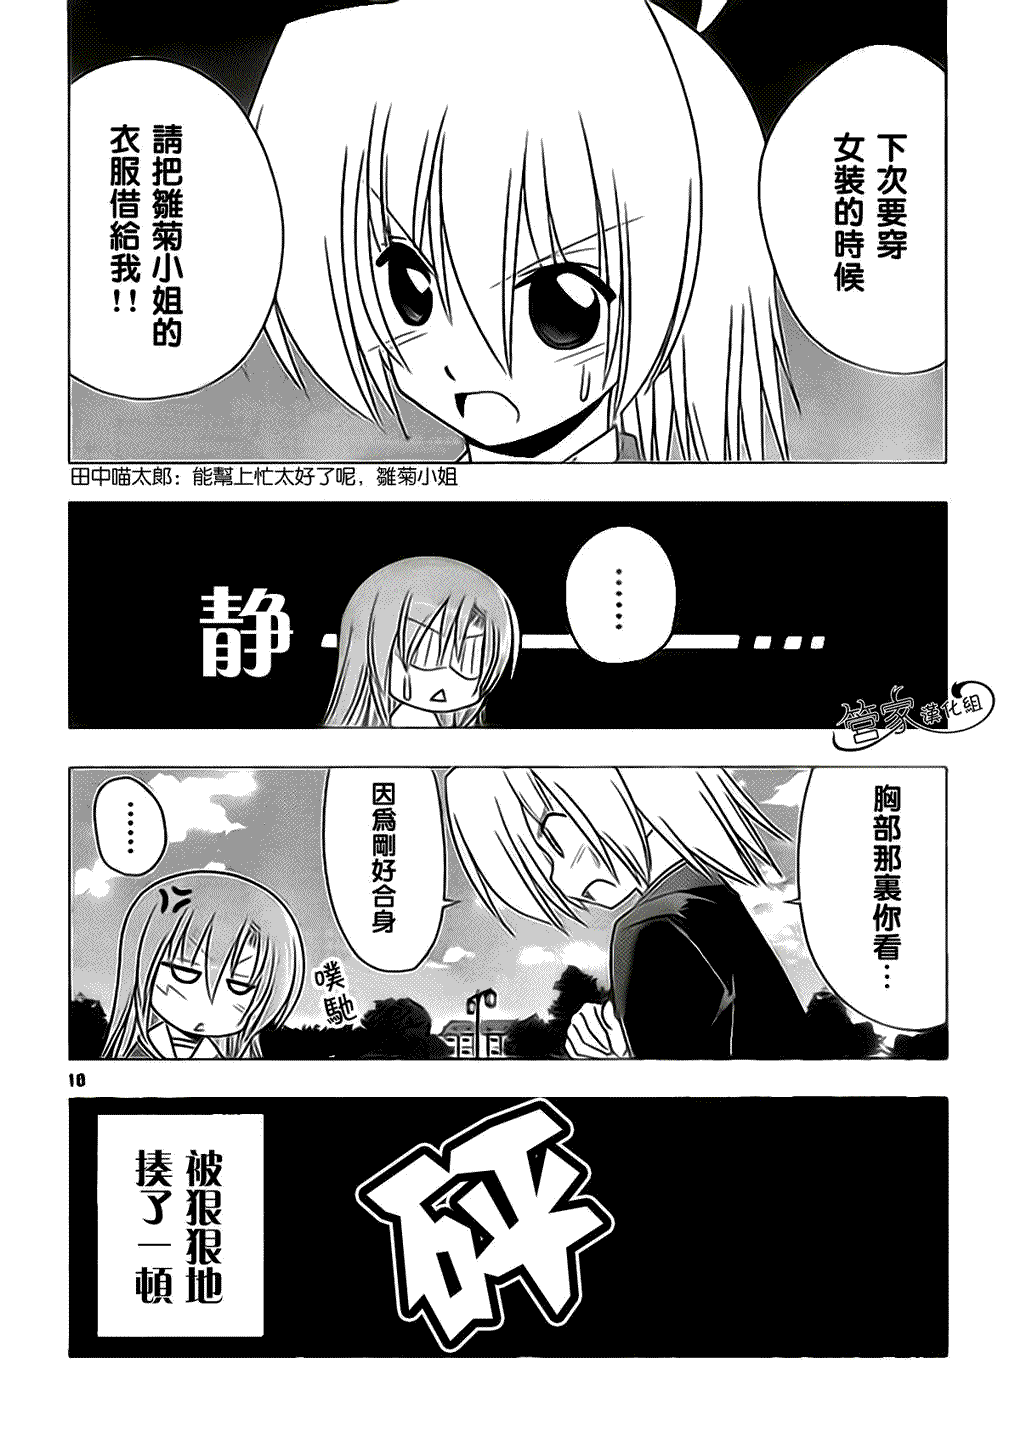 下次要穿
女裝的時候
請把雛菊小姐的
衣服借給我!!
田中喵太郎：能幫上忙太好了呢，雛菊小姐
……
静
管家漢化組
胸部那裏你看…
因為剛好合身
……
噗馳
10
砰
被狠狠地
揍了一頓